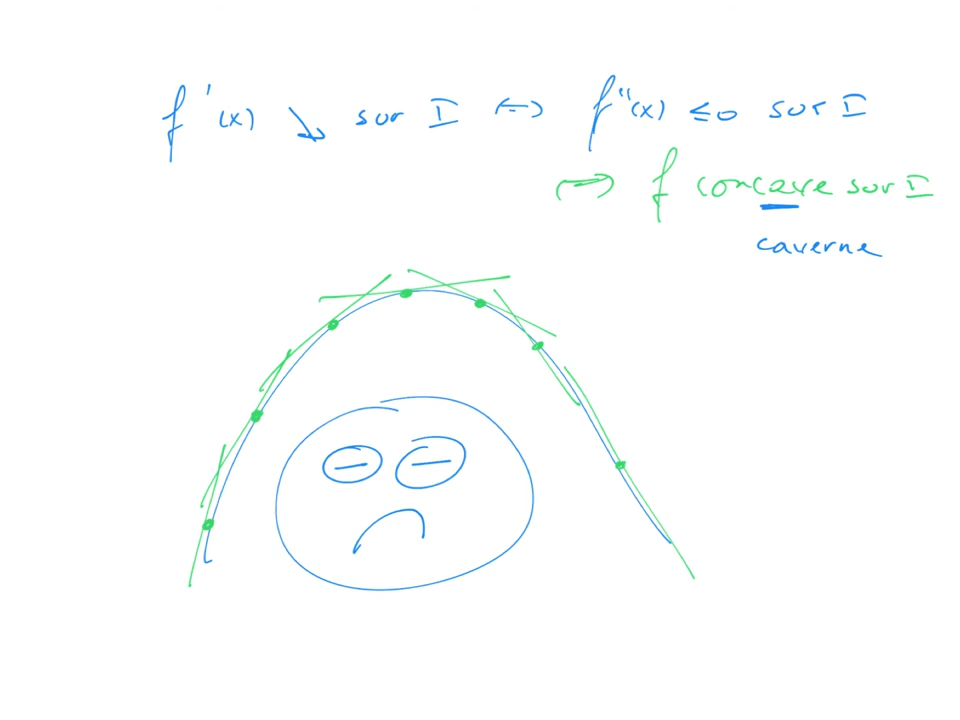 f'(x) ↘ sur I ⟺ f''(x) ≤ 0 sur I
⟺ f concave sur I
caverne